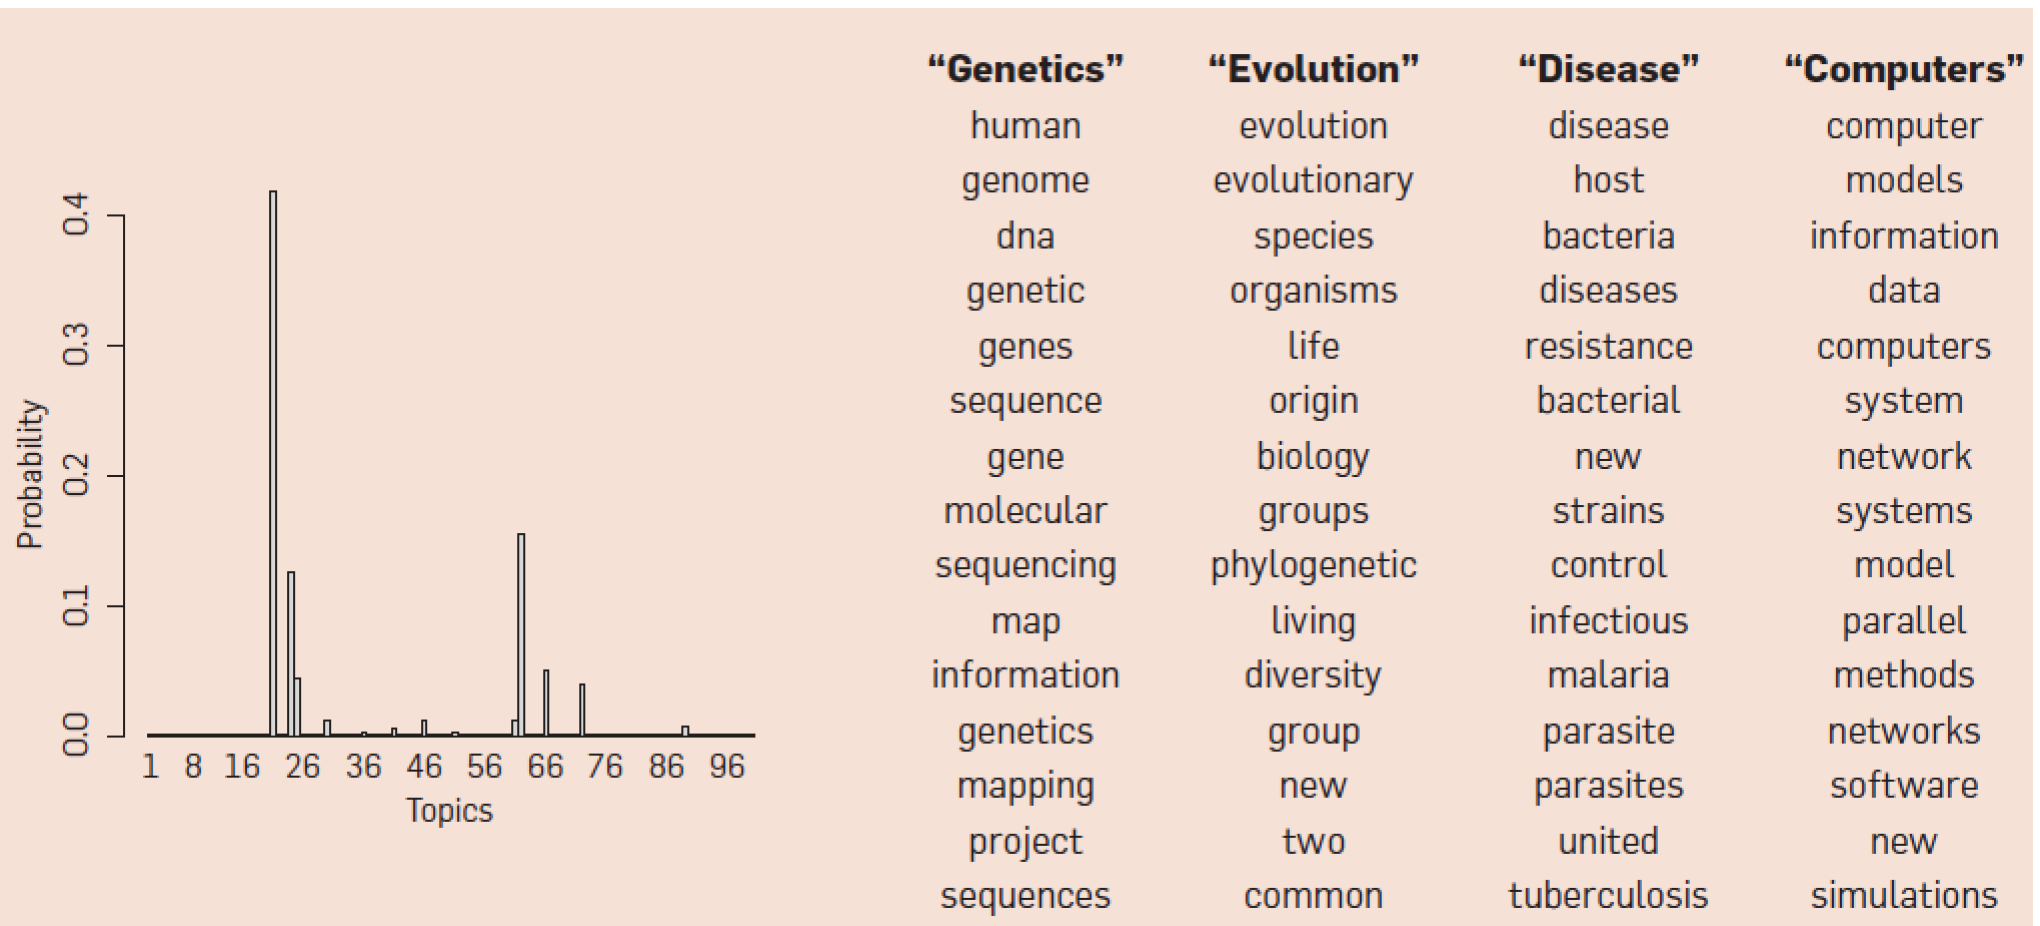 Probability
0.4
0.3
0.2
0.1
0.0
1 8 16 26 36 46 56 66 76 86 96
Topics
“Genetics” “Evolution” “Disease” “Computers”
human evolution disease computer
genome evolutionary host models
dna species bacteria information
genetic organisms diseases data
genes life resistance computers
sequence origin bacterial system
gene biology new network
molecular groups strains systems
sequencing phylogenetic control model
map living infectious parallel
information diversity malaria methods
genetics group parasite networks
mapping new parasites software
project two united new
sequences common tuberculosis simulations